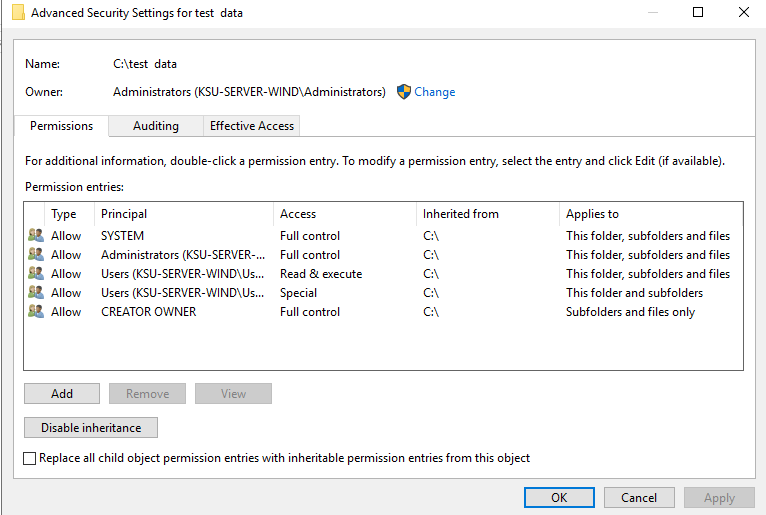 Advanced Security Settings for test  data
Name: C:\test  data
Owner: Administrators (KSU-SERVER-WIND\Administrators) Change
Permissions Auditing Effective Access
For additional information, double-click a permission entry. To modify a permission entry, select the entry and click Edit (if available).
Permission entries:
Type Principal Access Inherited from Applies to
Allow SYSTEM Full control C:\ This folder, subfolders and files
Allow Administrators (KSU-SERVER-... Full control C:\ This folder, subfolders and files
Allow Users (KSU-SERVER-WIND\Us... Read & execute C:\ This folder, subfolders and files
Allow Users (KSU-SERVER-WIND\Us... Special C:\ This folder and subfolders
Allow CREATOR OWNER Full control C:\ Subfolders and files only
Add Remove View
Disable inheritance
Replace all child object permission entries with inheritable permission entries from this object
OK Cancel Apply